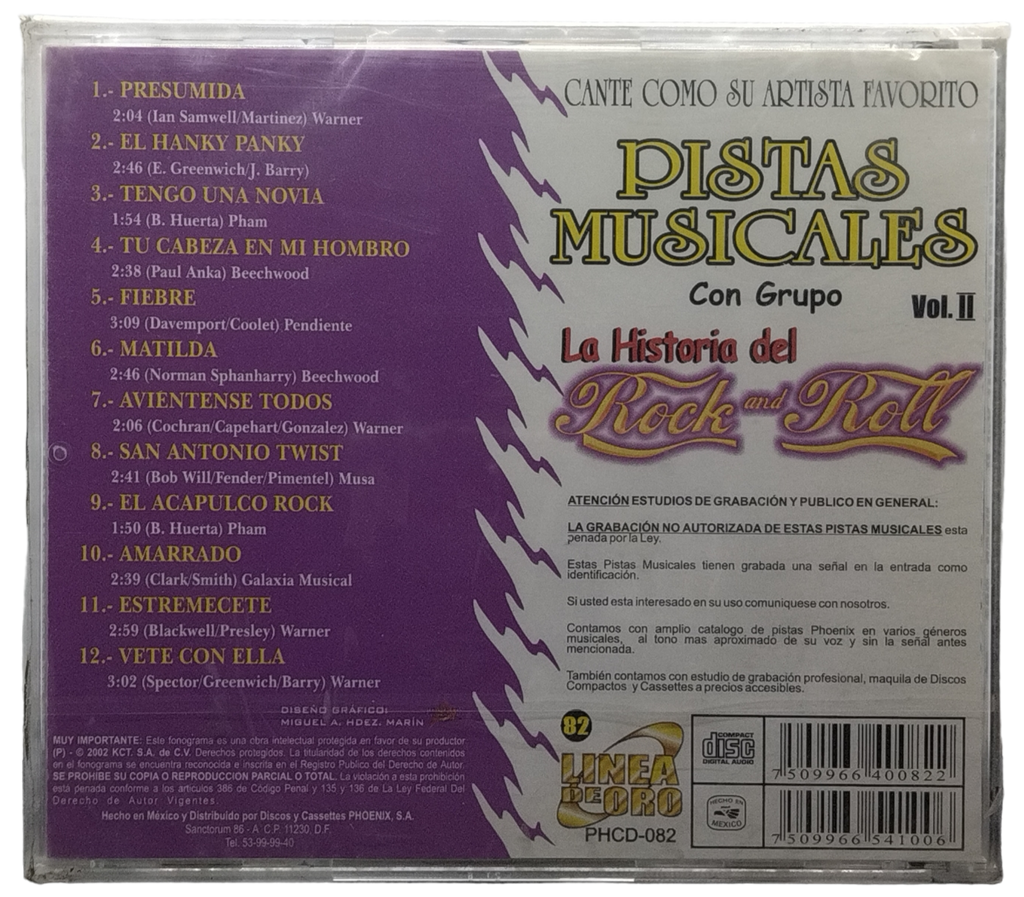 1.- PRESUMIDA
2:04 (Ian Samwell/Martinez) Warner
2.- EL HANKY PANKY
2:46 (E. Greenwich/J. Barry)
3.- TENGO UNA NOVIA
1:54 (B. Huerta) Pham
4.- TU CABEZA EN MI HOMBRO
2:38 (Paul Anka) Beechwood
5.- FIEBRE
3:09 (Davemport/Coolet) Pendiente
6.- MATILDA
2:46 (Norman Sphanharry) Beechwood
7.- AVIÉNTENSE TODOS
2:06 (Cochran/Capehart/Gonzalez) Warner
8.- SAN ANTONIO TWIST
2:41 (Bob Will/Fender/Pimentel) Musa
9.- EL ACAPULCO ROCK
1:50 (B. Huerta) Pham
10.- AMARRADO
2:39 (Clark/Smith) Galaxia Musical
11.- ESTREMECETE
2:59 (Blackwell/Presley) Warner
12.- VETE CON ELLA
3:02 (Spector/Greenwich/Barry) Warner
DISEÑO GRÁFICO:
MIGUEL A. HDEZ. MARÍN
MUY IMPORTANTE: Este fonograma es una obra intelectual protegida en favor de su productor
(P) - © 2002 KCT. S.A. de C.V. Derechos protegidos. La titularidad de los derechos contenidos
en el fonograma se encuentra reconocida e inscrita en el Registro Publico del Derecho de Autor.
SE PROHIBE SU COPIA O REPRODUCCION PARCIAL O TOTAL. La violación a esta prohibición
está penada conforme a los artículos 386 de Código Penal y 135 y 136 de La Ley Federal Del
Derecho de Autor Vigentes.
Hecho en México y Distribuido por Discos y Cassettes PHOENIX, S.A.
Sanctorum 86 - A C.P. 11230, D.F.
Tel. 53-99-99-40
CANTE COMO SU ARTISTA FAVORITO
PISTAS
MUSICALES
Con Grupo
Vol. II
La Historia del
Rock and Roll
ATENCIÓN ESTUDIOS DE GRABACIÓN Y PUBLICO EN GENERAL:
LA GRABACIÓN NO AUTORIZADA DE ESTAS PISTAS MUSICALES esta
penada por la Ley.
Estas Pistas Musicales tienen grabada una señal en la entrada como
identificación.
Si usted esta interesado en su uso comuniquese con nosotros.
Contamos con amplio catalogo de pistas Phoenix en varios géneros
musicales, al tono mas aproximado de su voz y sin la señal antes
mencionada.
También contamos con estudio de grabación profesional, maquila de Discos
Compactos y Cassettes a precios accesibles.
82
LINEA
DE ORO
PHCD-082
COMPACT
disc
DIGITAL AUDIO
7 509966 400822
HECHO EN
MEXICO
7 509966 541006